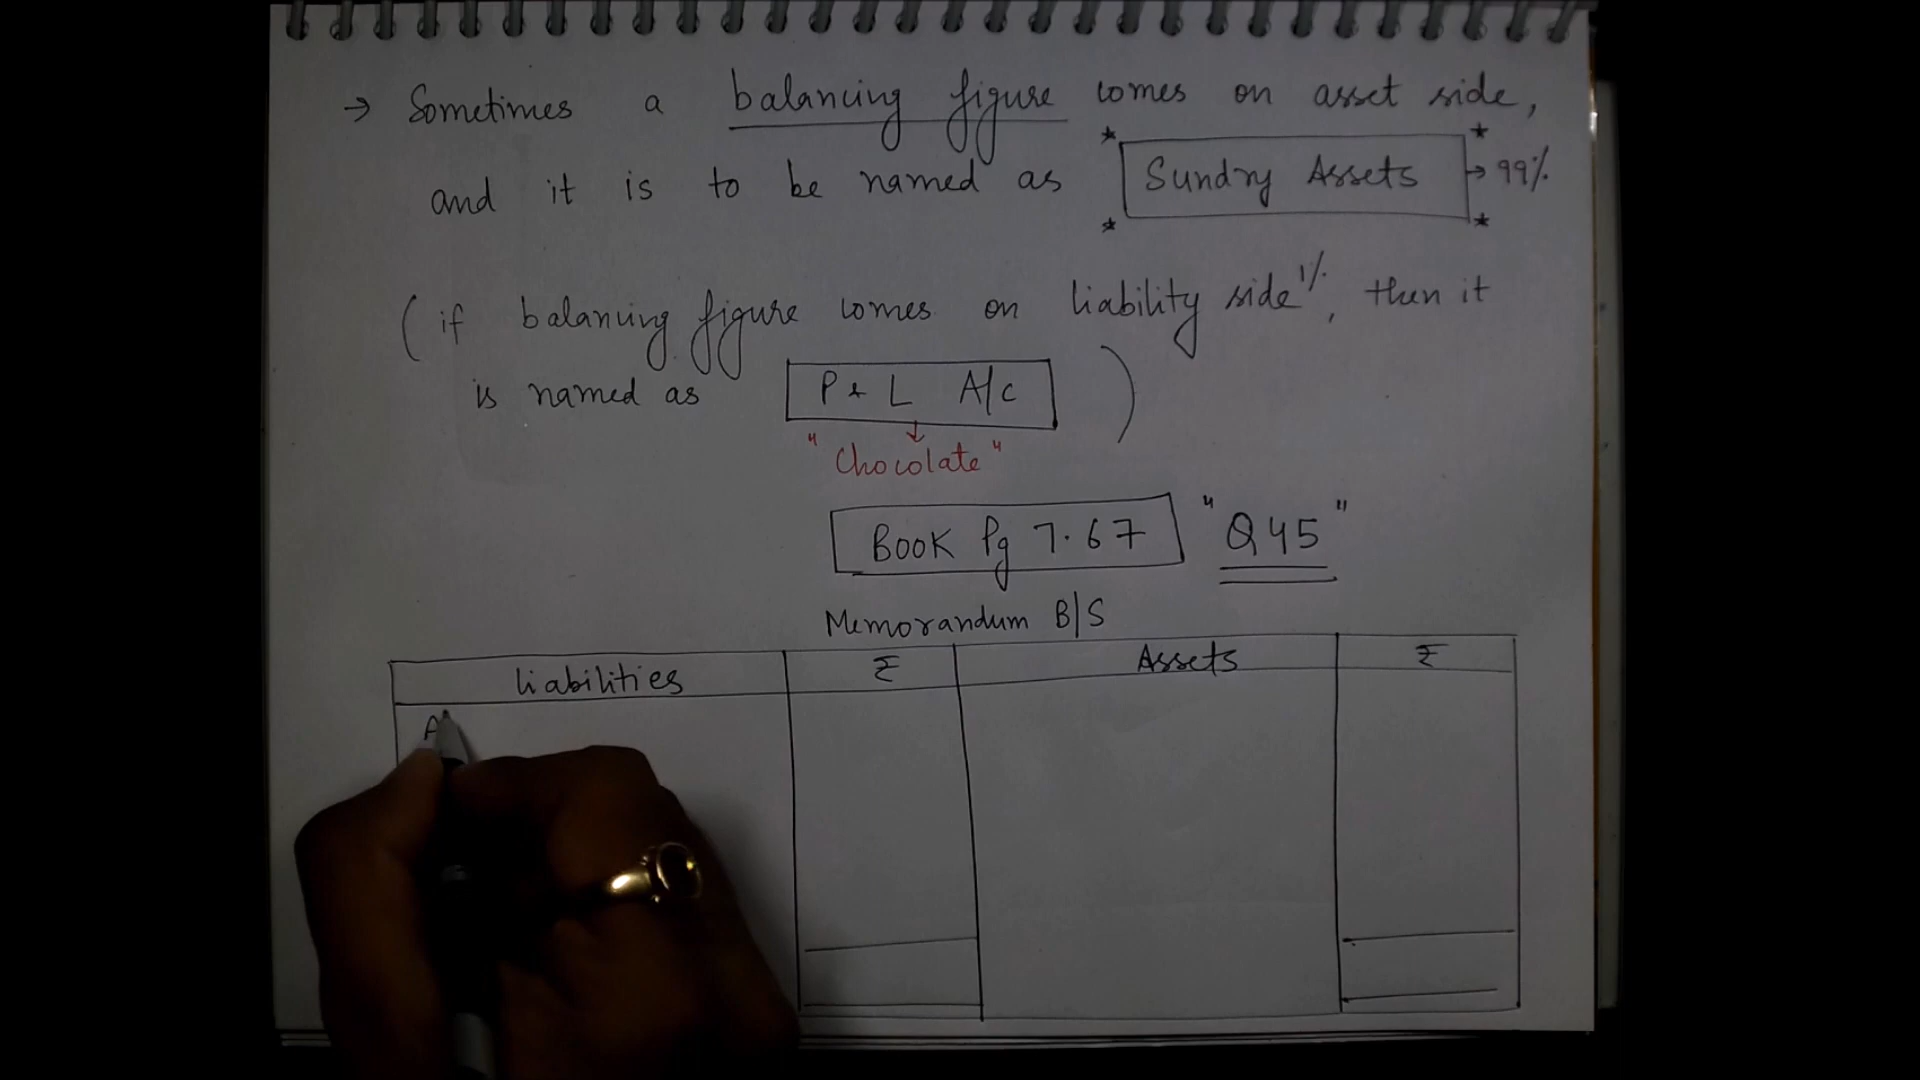 → Sometimes a balancing figure comes on asset side,
and it is to be named as Sundry Assets → 99%
(if balancing figure comes on liability side 1%, then it
is named as P & L A/c)
"Chocolate"
Book Pg 7.67 "Q45"
Memorandum B/S
Liabilities ₹ Assets ₹
A